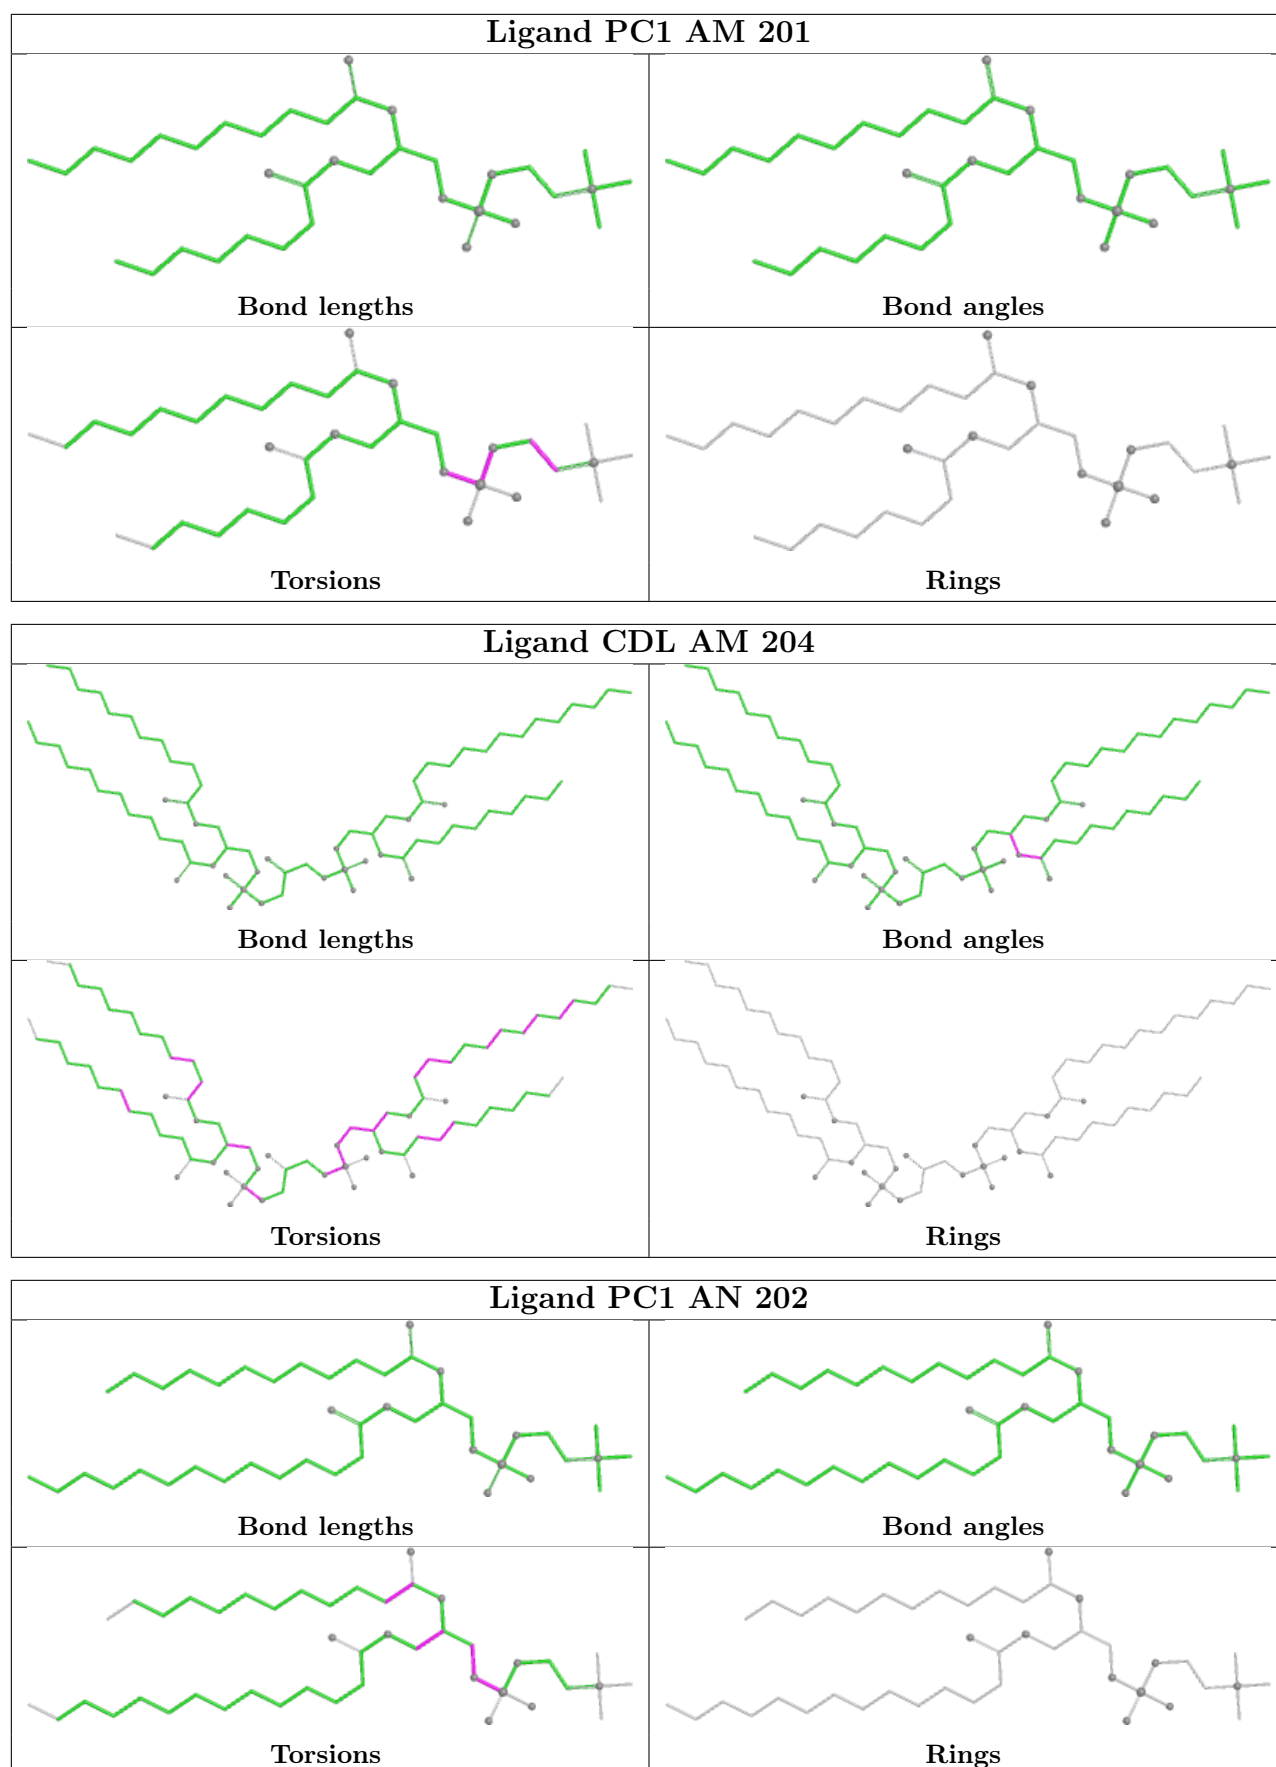 Ligand PC1 AM 201
Bond lengths
Bond angles
Torsions
Rings
Ligand CDL AM 204
Bond lengths
Bond angles
Torsions
Rings
Ligand PC1 AN 202
Bond lengths
Bond angles
Torsions
Rings